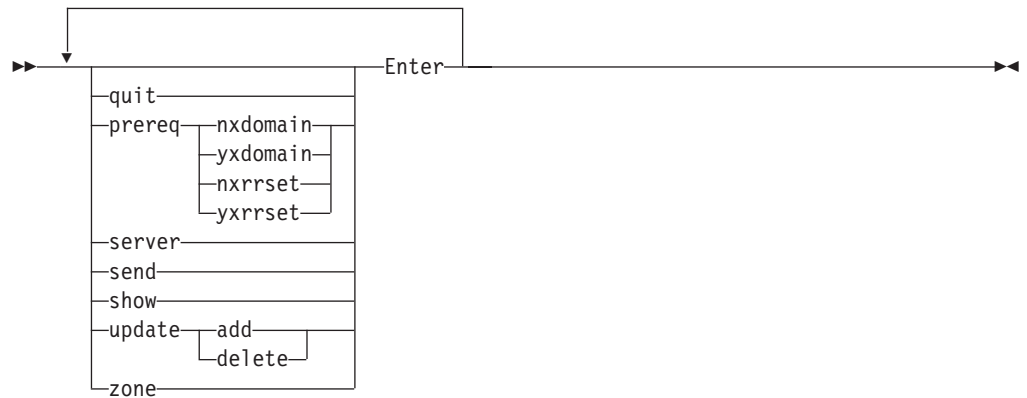 Enter
quit
prereq nxdomain
yxdomain
nxrrset
yxrrset
server
send
show
update add
delete
zone